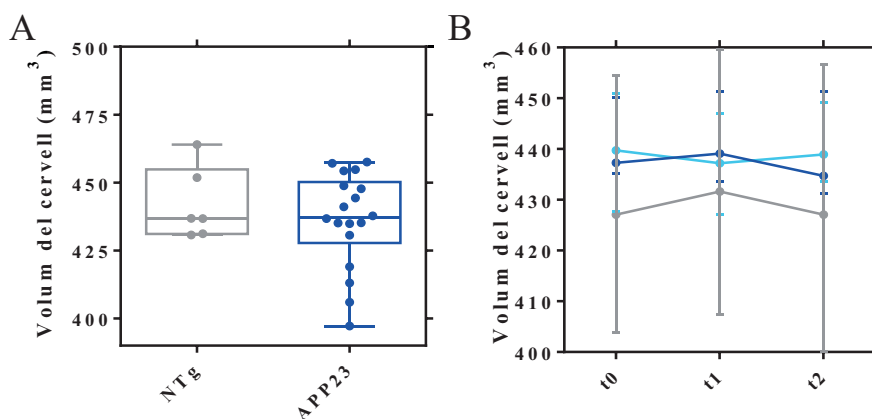 A
Volum del cervell (mm3)
500
475
450
425
400
NTg
APP23
B
Volum del cervell (mm3)
460
450
440
430
420
410
400
t0
t1
t2